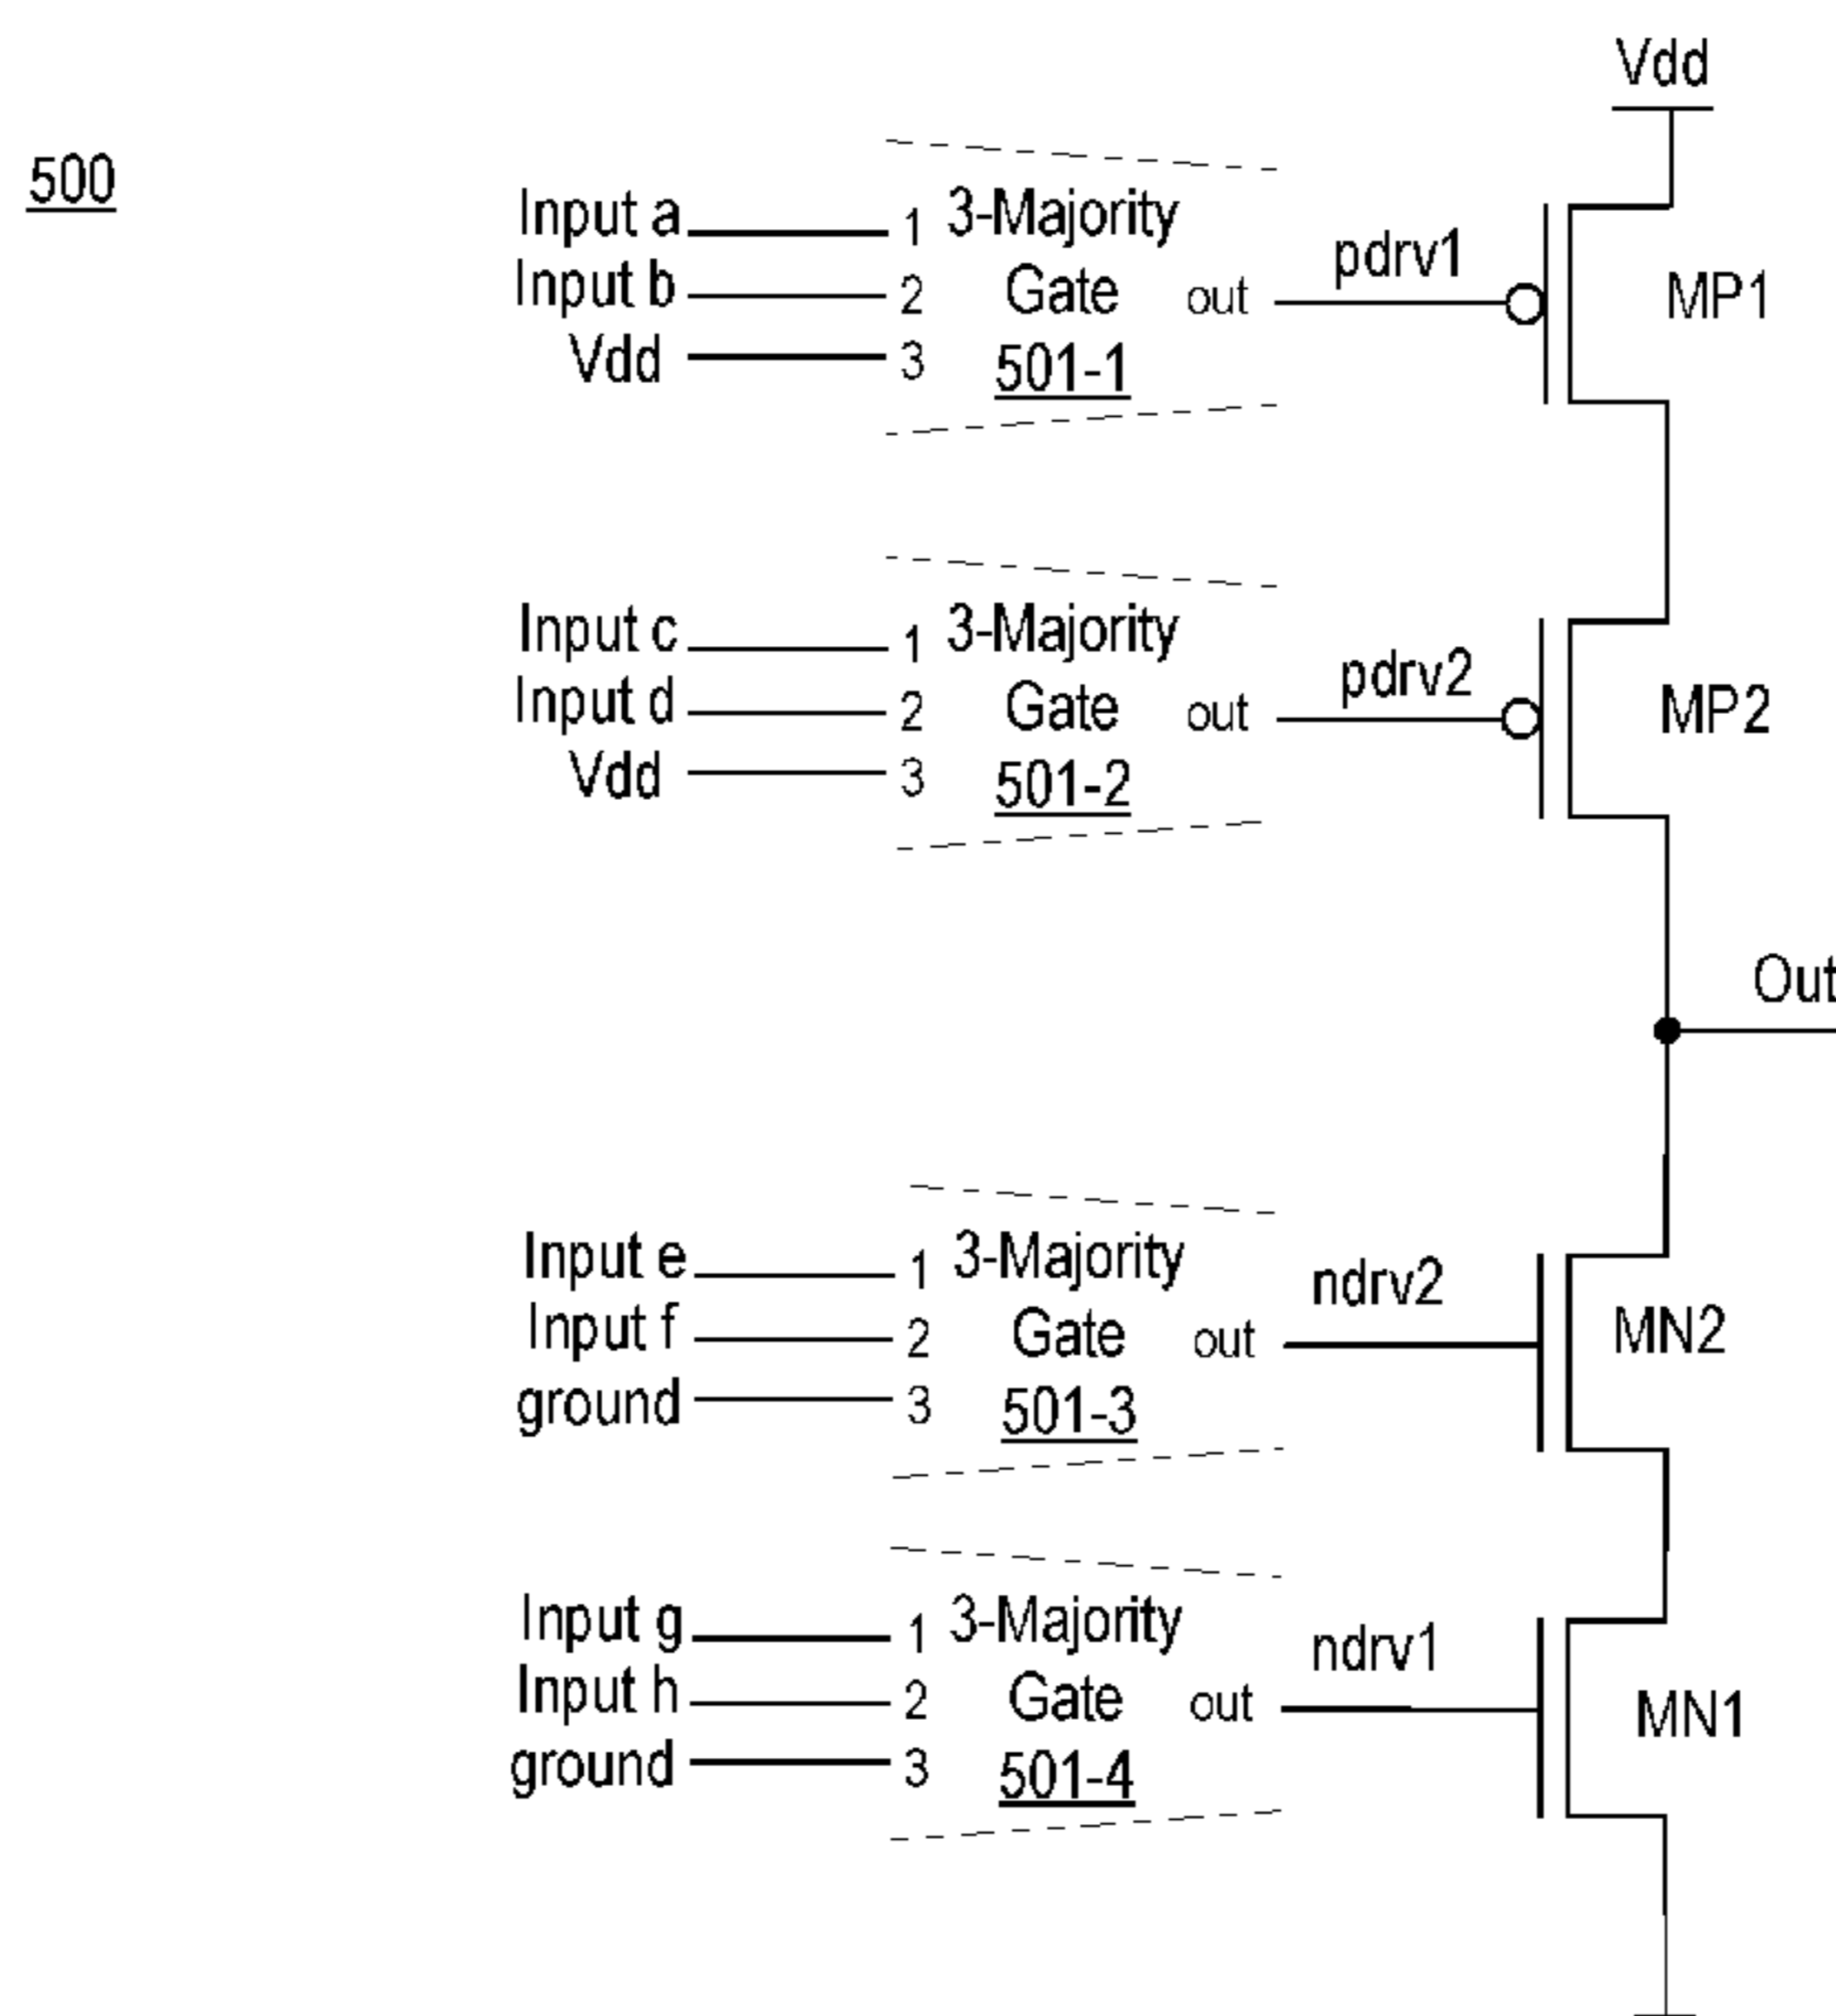 Vdd
500
Input a 1 3-Majority
Input b 2 Gate out pdrv1 MP1
Vdd 3 501-1
Input c 1 3-Majority
Input d 2 Gate out pdrv2 MP2
Vdd 3 501-2
Out
Input e 1 3-Majority
Input f 2 Gate out ndrv2 MN2
ground 3 501-3
Input g 1 3-Majority
Input h 2 Gate out ndrv1 MN1
ground 3 501-4